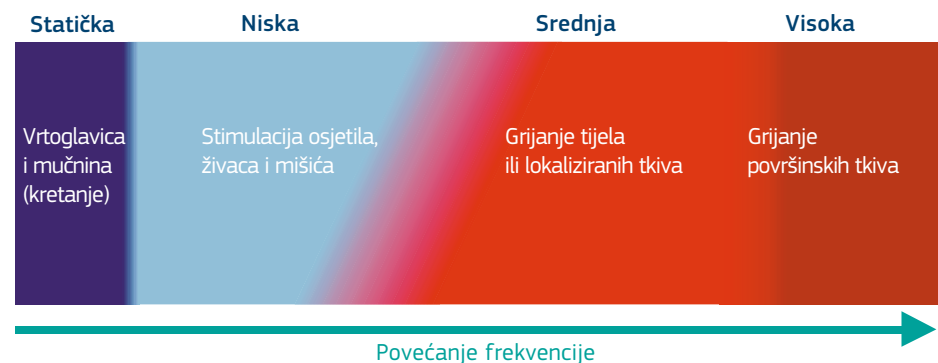 Statička
Niska
Srednja
Visoka
Vrtoglavica
i mučnina
(kretanje)
Stimulacija osjetila,
živaca i mišića
Grijanje tijela
ili lokaliziranih tkiva
Grijanje
površinskih tkiva
Povećanje frekvencije